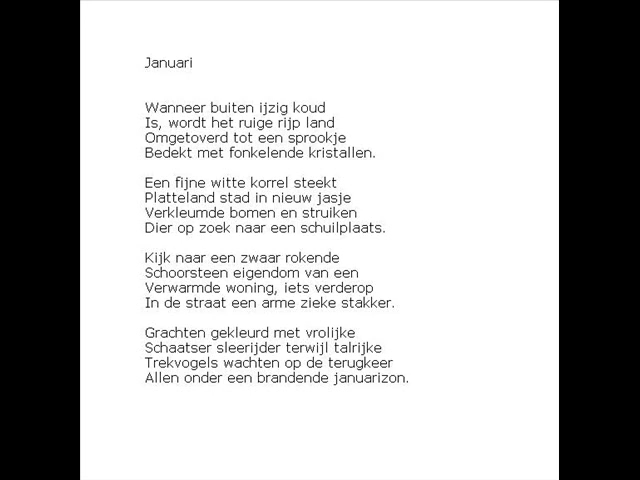 Januari
Wanneer buiten ijzig koud
Is, wordt het ruige rijp land
Omgetoverd tot een sprookje
Bedekt met fonkelende kristallen.
Een fijne witte korrel steekt
Platteland stad in nieuw jasje
Verkleumde bomen en struiken
Dier op zoek naar een schuilplaats.
Kijk naar een zwaar rokende
Schoorsteen eigendom van een
Verwarmde woning, iets verderop
In de straat een arme zieke stakker.
Grachten gekleurd met vrolijke
Schaatser sleerijder terwijl talrijke
Trekvogels wachten op de terugkeer
Allen onder een brandende januarizon.